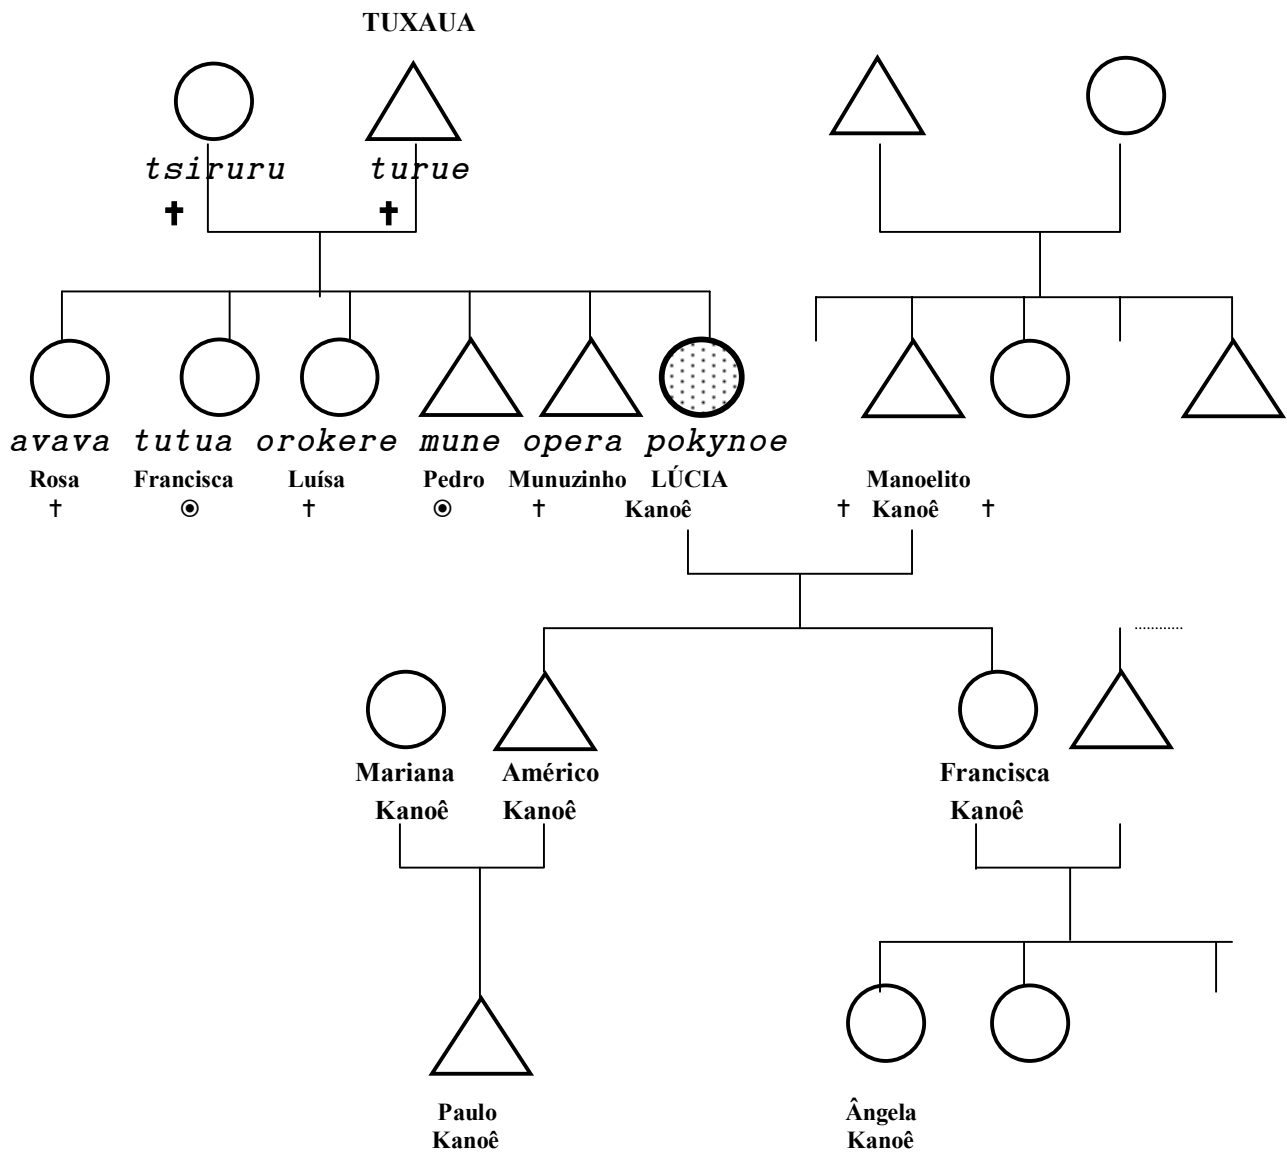 TUXAUA
tsiruru turue
✝ ✝
avava tutua orokere mune opera pokynoe
Rosa Francisca Luísa Pedro Munuzinho LÚCIA Manoelito
† ⦿ † ⦿ † Kanoê † Kanoê †
............
Mariana Américo Francisca
Kanoê Kanoê Kanoê
Paulo Ângela
Kanoê Kanoê